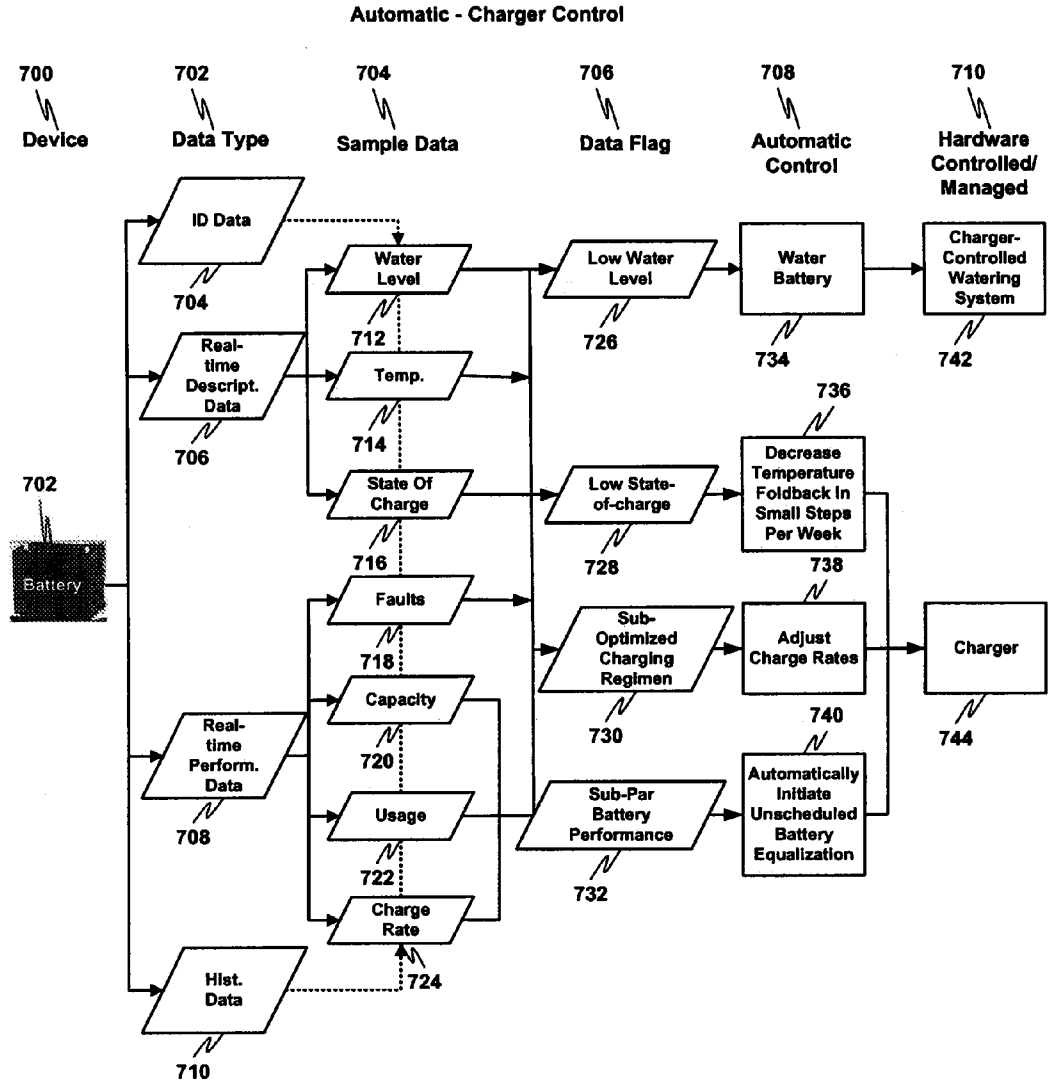 Automatic - Charger Control
700
702
704
706
708
710
Device
Data Type
Sample Data
Data Flag
Automatic
Control
Hardware
Controlled/
Managed
ID Data
704
Water
Level
712
Low Water
Level
726
Water
Battery
734
Charger-
Controlled
Watering
System
742
Real-
time
Descript.
Data
706
Temp.
714
736
702
Battery
State Of
Charge
716
Low State-
of-charge
728
Decrease
Temperature
Foldback In
Small Steps
Per Week
738
Faults
718
Sub-
Optimized
Charging
Regimen
730
Adjust
Charge Rates
Charger
744
Real-
time
Perform.
Data
708
Capacity
720
740
Usage
722
Sub-Par
Battery
Performance
732
Automatically
Initiate
Unscheduled
Battery
Equalization
Charge
Rate
724
Hist.
Data
710